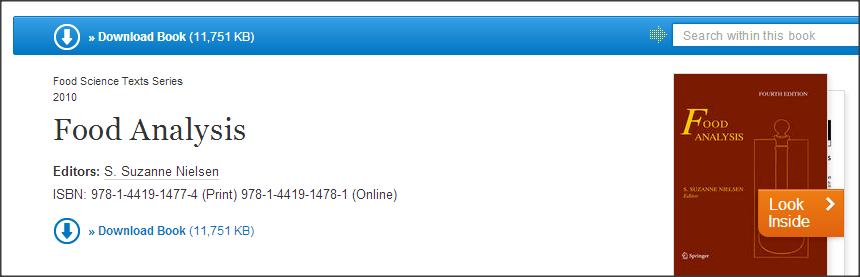 » Download Book (11,751 KB)
Search within this book
Food Science Texts Series
2010
Food Analysis
Editors: S. Suzanne Nielsen
ISBN: 978-1-4419-1477-4 (Print) 978-1-4419-1478-1 (Online)
» Download Book (11,751 KB)
FOURTH EDITION
FOOD
ANALYSIS
S. SUZANNE NIELSEN
Editor
Look
Inside
Springer